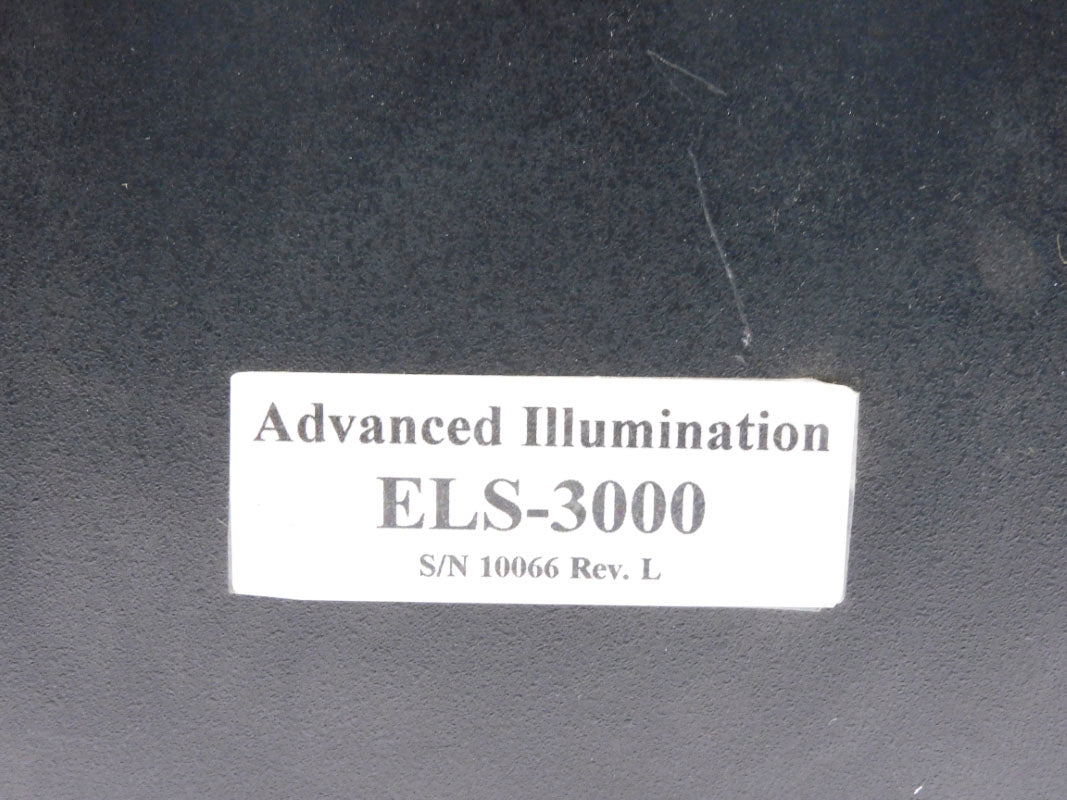 Advanced Illumination
ELS-3000
S/N 10066 Rev. L